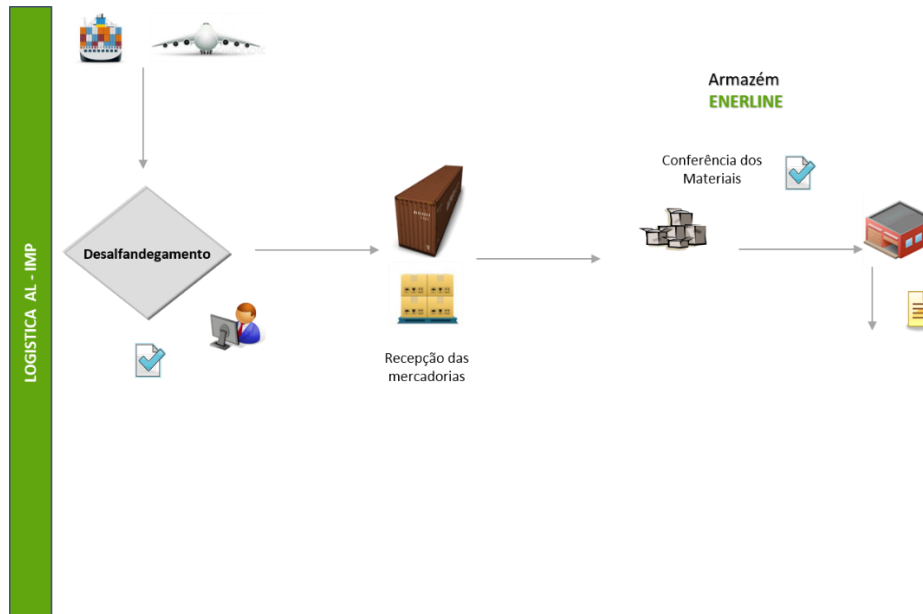 LOGISTICA AL - IMP
Armazém
ENERLINE
Conferência dos
Materiais
Desalfandegamento
Recepção das
mercadorias